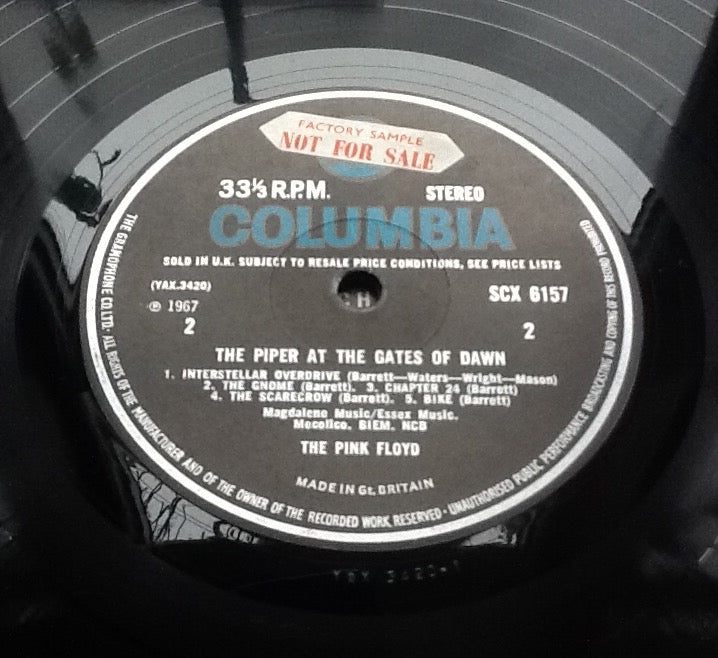 FACTORY SAMPLE
NOT FOR SALE
33⅓ R.P.M. STEREO
COLUMBIA
SOLD IN U.K. SUBJECT TO RESALE PRICE CONDITIONS, SEE PRICE LISTS
(YAX.3420)
SCX 6157
℗ 1967
2 2
H
THE PIPER AT THE GATES OF DAWN
1. INTERSTELLAR OVERDRIVE (Barrett—Waters—Wright—Mason)
2. THE GNOME (Barrett). 3. CHAPTER 24 (Barrett)
4. THE SCARECROW (Barrett). 5. BIKE (Barrett)
Magdalene Music/Essex Music.
Mecolico. BIEM. NCB
THE PINK FLOYD
MADE IN Gt. BRITAIN
THE GRAMOPHONE CO. LTD. ALL RIGHTS OF THE MANUFACTURER AND OF THE OWNER OF THE RECORDED WORK RESERVED · UNAUTHORISED PUBLIC PERFORMANCE BROADCASTING AND COPYING OF THIS RECORD PROHIBITED
YAX 3420-1